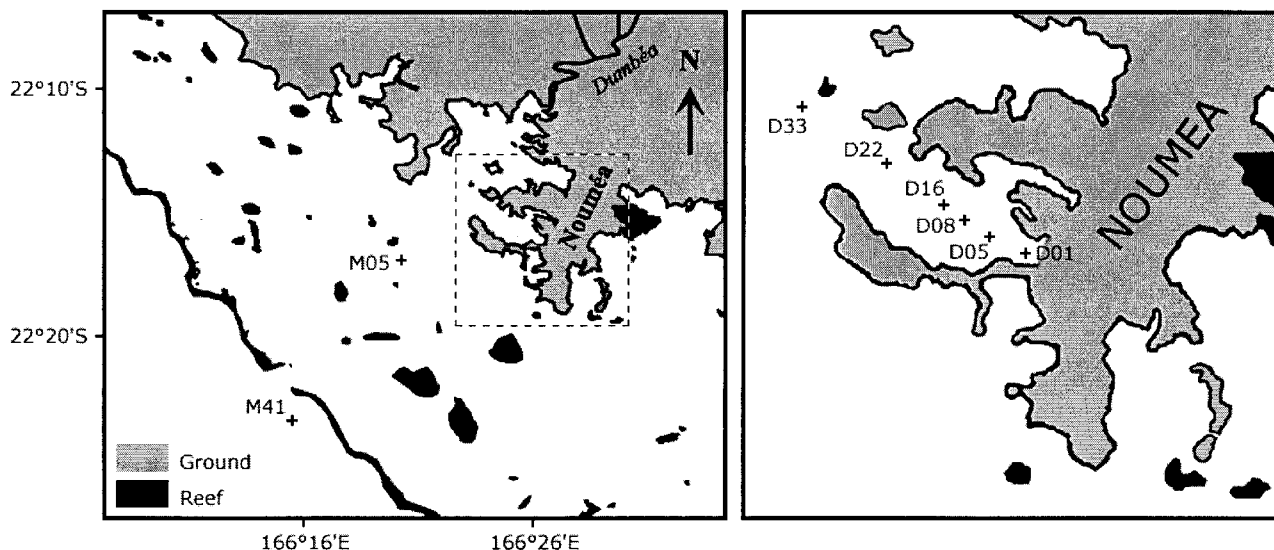 22°10'S
22°20'S
166°16'E
166°26'E
Dumbéa
N
Nouméa
M05
M41
Ground
Reef
D33
D22
D16
D08
D05
D01
NOUMEA